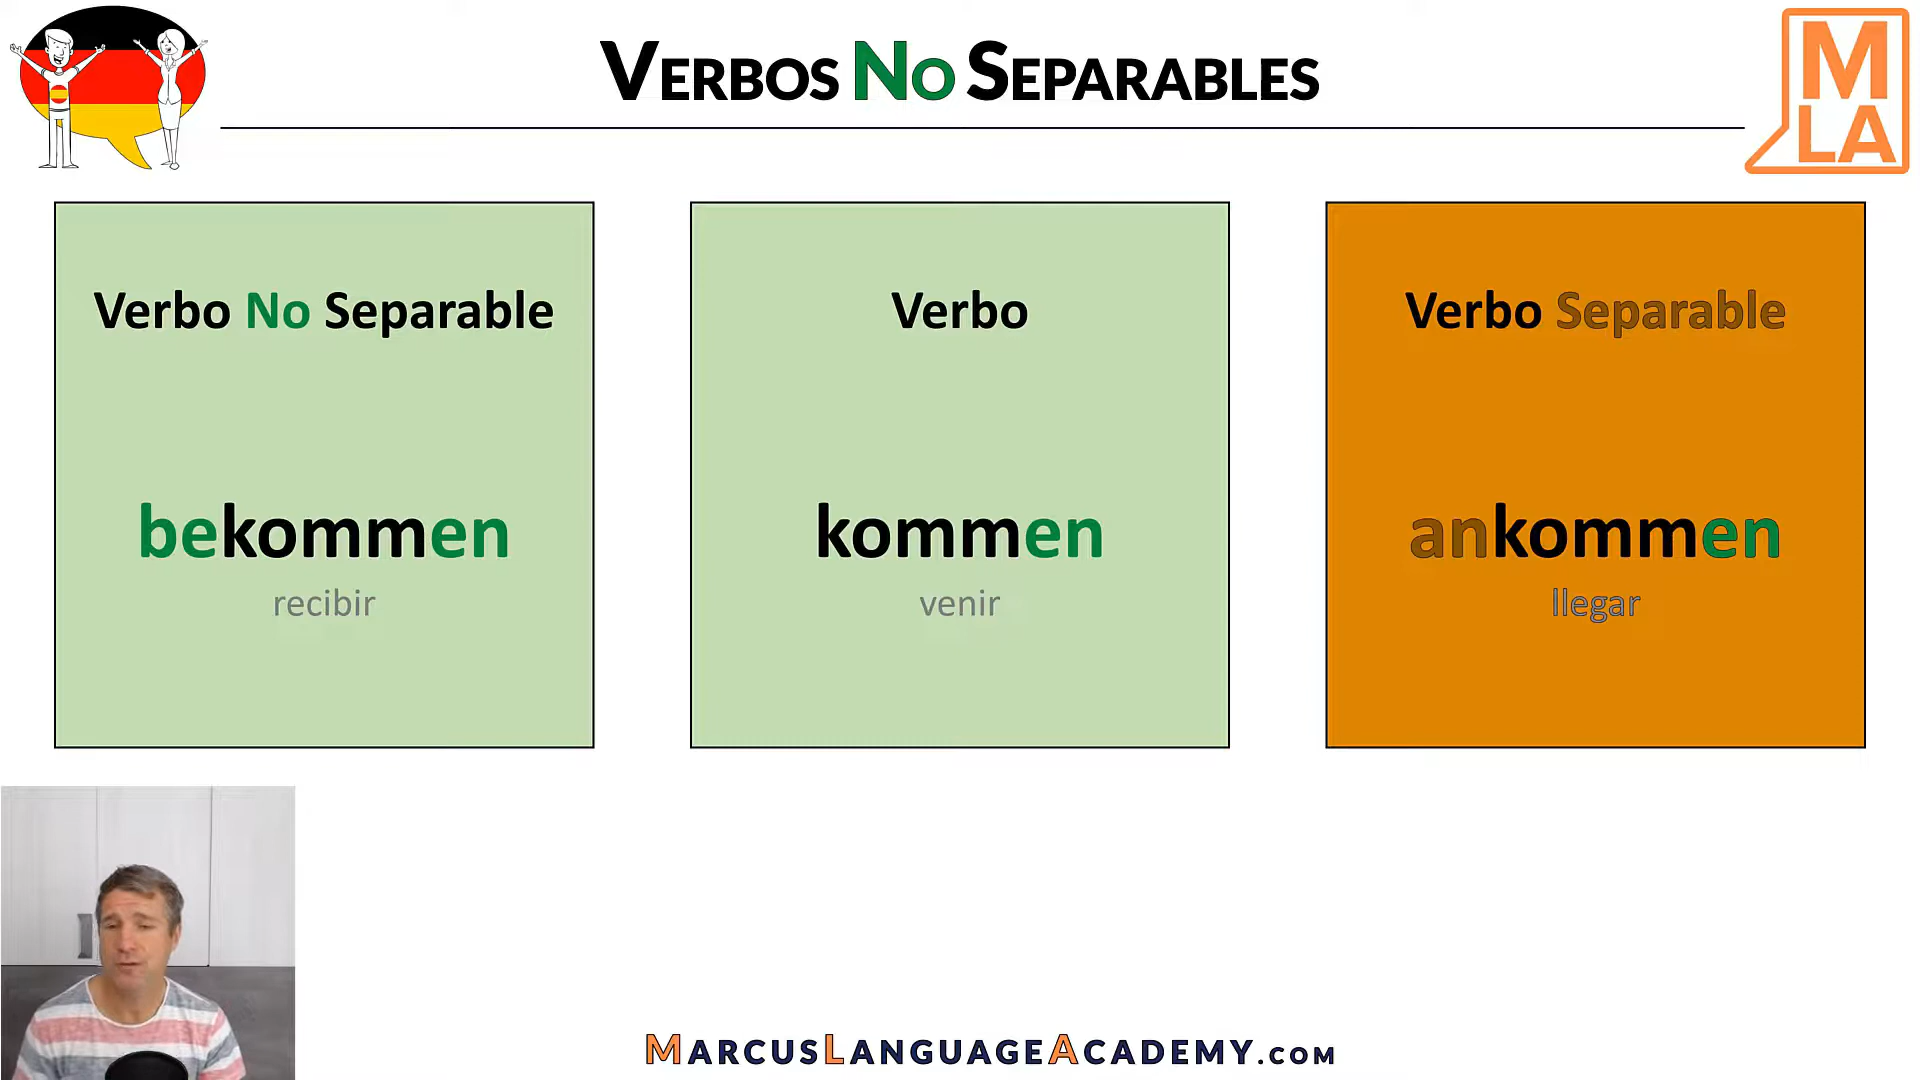 VERBOS NO SEPARABLES
M
LA
Verbo No Separable
bekommen
recibir
Verbo
kommen
venir
Verbo Separable
ankommen
llegar
MARCUSLANGUAGEACADEMY.COM